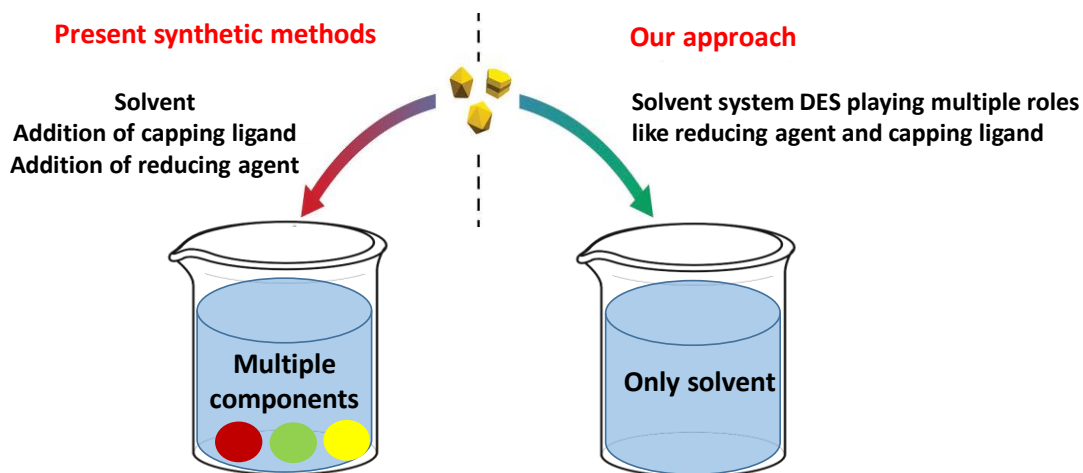 Present synthetic methods
Solvent
Addition of capping ligand
Addition of reducing agent
Our approach
Solvent system DES playing multiple roles
like reducing agent and capping ligand
Multiple
components
Only solvent